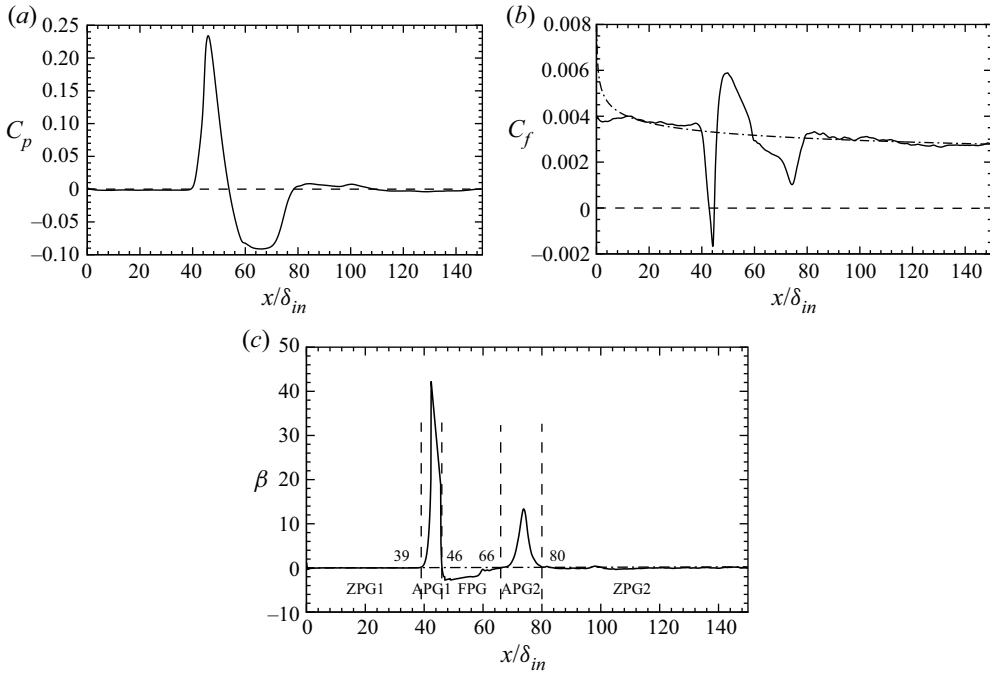 (a)
0.25
0.20
0.15
0.10
0.05
0
−0.05
−0.10
C_p
0 20 40 60 80 100 120 140
x/δ_in
(b)
0.008
0.006
0.004
0.002
0
−0.002
C_f
0 20 40 60 80 100 120 140
x/δ_in
(c)
50
40
30
20
10
0
−10
β
39 46 66 80
ZPG1 APG1 FPG APG2 ZPG2
0 20 40 60 80 100 120 140
x/δ_in